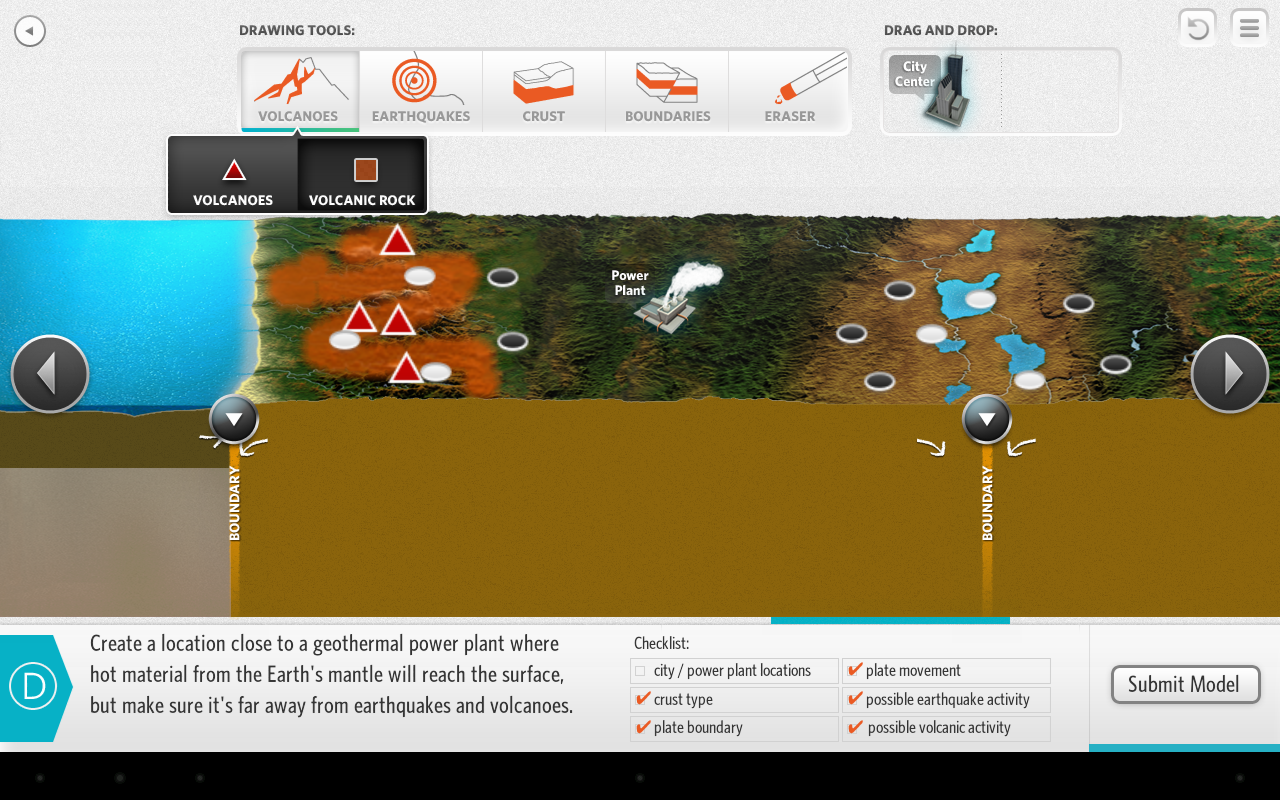 DRAWING TOOLS:
DRAG AND DROP:
City
Center
VOLCANOES
EARTHQUAKES
CRUST
BOUNDARIES
ERASER
VOLCANOES
VOLCANIC ROCK
Power
Plant
BOUNDARY
BOUNDARY
D
Create a location close to a geothermal power plant where
hot material from the Earth's mantle will reach the surface,
but make sure it's far away from earthquakes and volcanoes.
Checklist:
city / power plant locations
plate movement
crust type
possible earthquake activity
plate boundary
possible volcanic activity
Submit Model